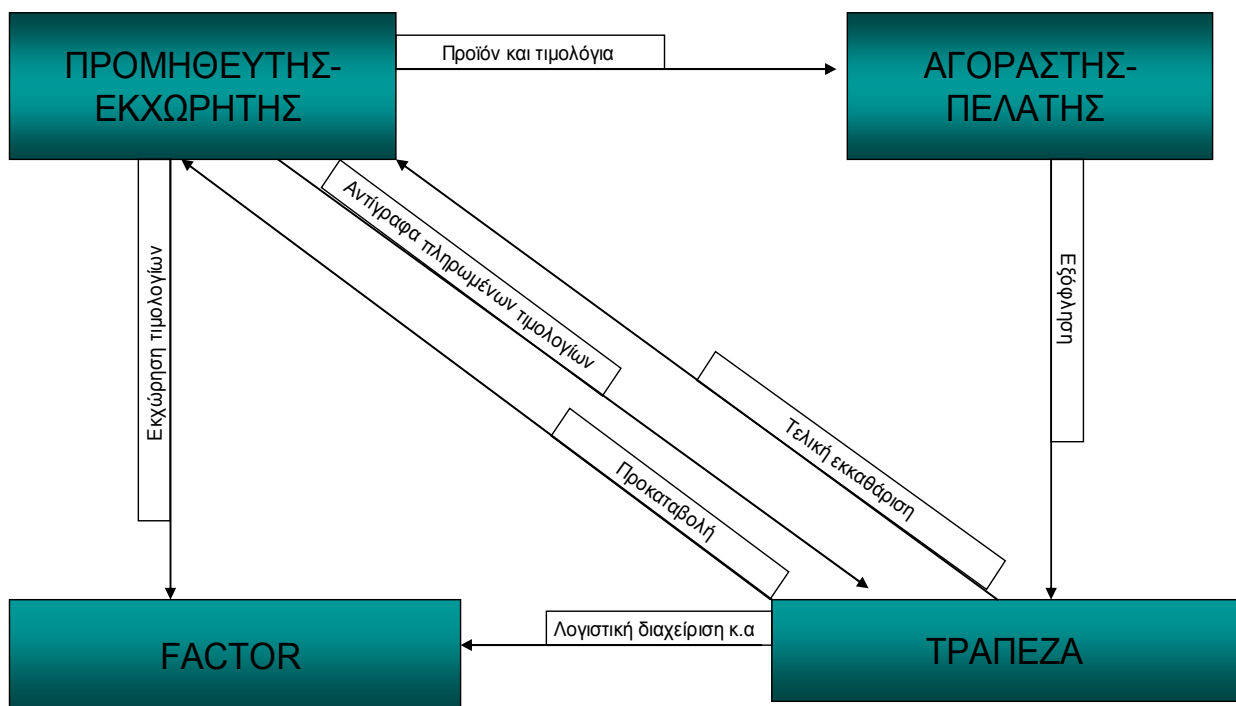 ΠΡΟΜΗΘΕΥΤΗΣ-
ΕΚΧΩΡΗΤΗΣ
Προϊόν και τιμολόγια
ΑΓΟΡΑΣΤΗΣ-
ΠΕΛΑΤΗΣ
Εκχώρηση τιμολογίων
Αντίγραφα πληρωμένων τιμολογίων
Προκαταβολή
Τελική εκκαθάριση
Εξόφληση
FACTOR
Λογιστική διαχείριση κ.α
ΤΡΑΠΕΖΑ